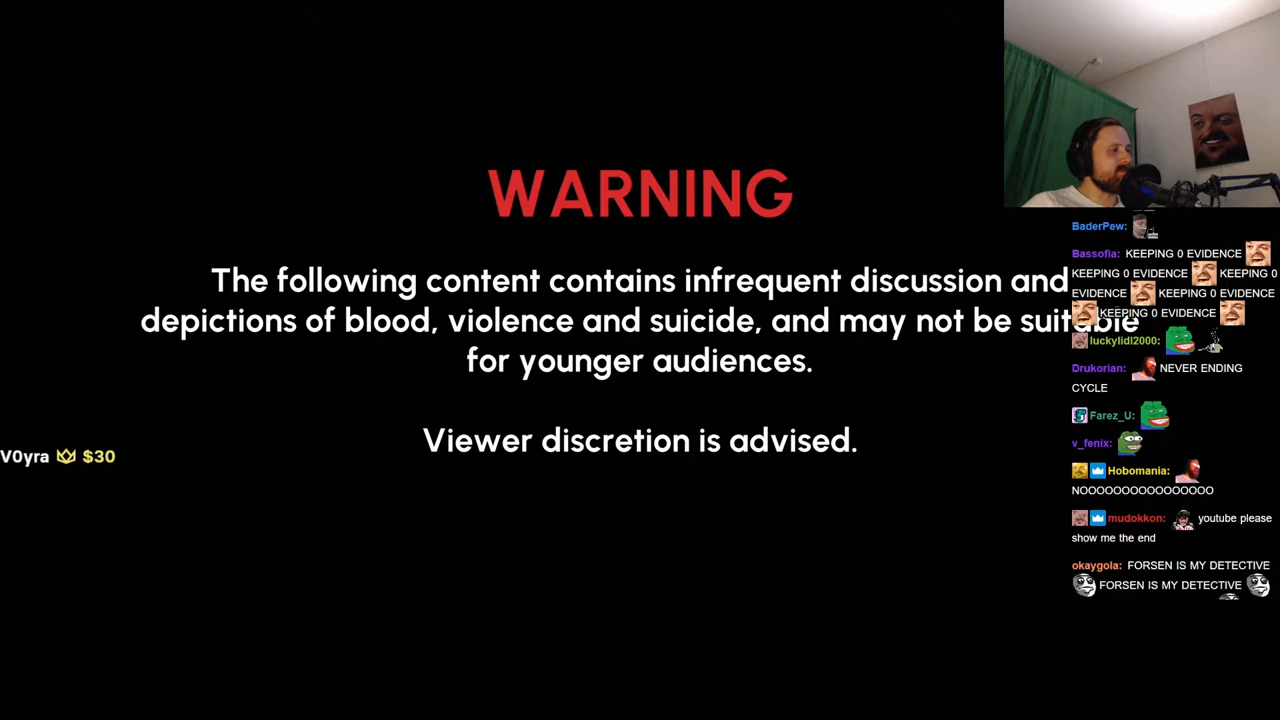 WARNING
The following content contains infrequent discussion and
depictions of blood, violence and suicide, and may not be suitable
for younger audiences.
Viewer discretion is advised.
V0yra $30
BaderPew:
Bassofia: KEEPING 0 EVIDENCE
KEEPING 0 EVIDENCE KEEPING 0
EVIDENCE KEEPING 0 EVIDENCE
KEEPING 0 EVIDENCE
luckylidl2000:
Drukorian: NEVER ENDING
CYCLE
Farez_U:
v_fenix:
Hobomania:
NOOOOOOOOOOOOOOOO
mudokkon: youtube please
show me the end
okaygola: FORSEN IS MY DETECTIVE
FORSEN IS MY DETECTIVE